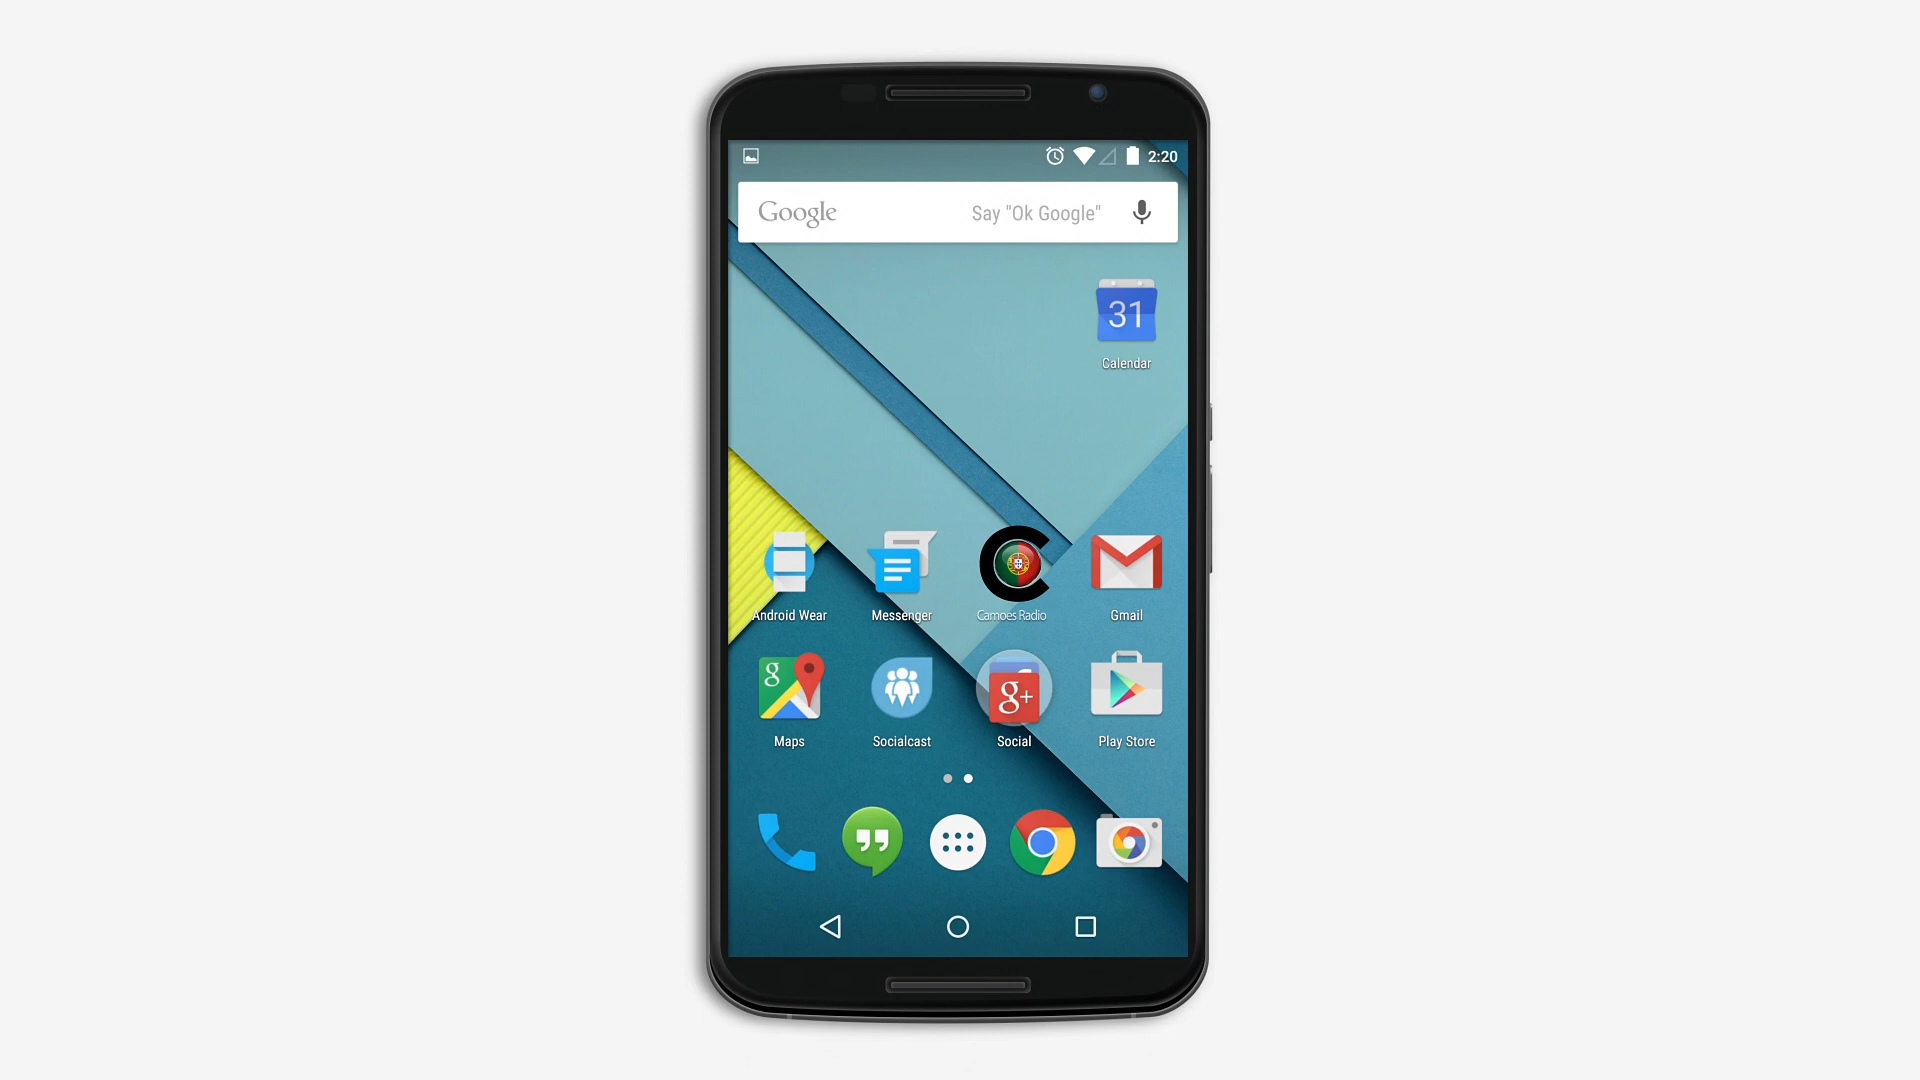 2:20
Google Say "Ok Google"
31
Calendar
Android Wear Messenger Camoes Radio Gmail
g g+
Maps Socialcast Social Play Store